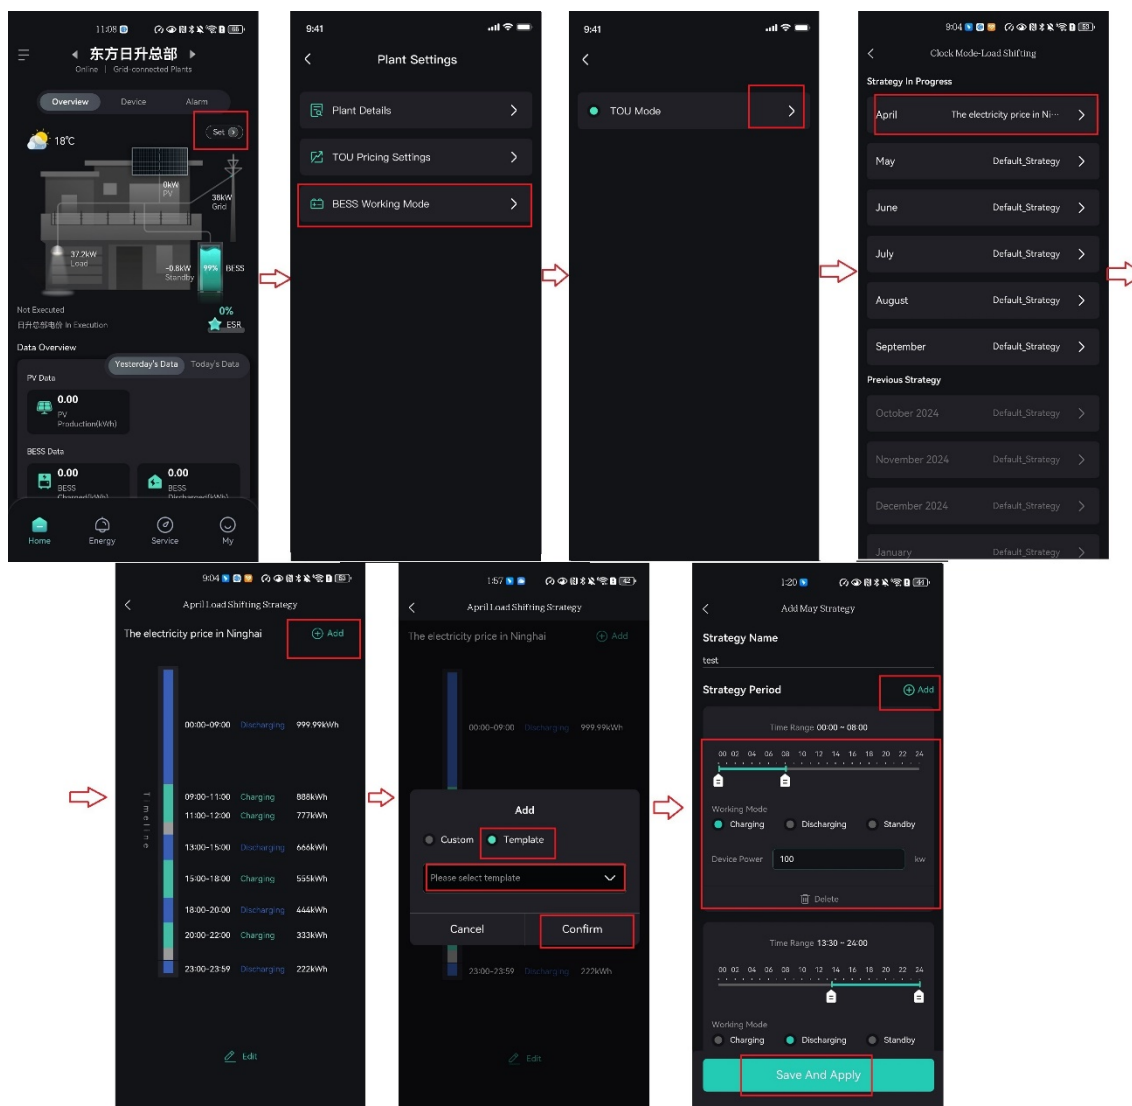 11:08
88
东方日升总部
Online | Grid-connected Plants
Overview Device Alarm
Set
18°C
0kW
PV
38kW
Grid
37.2kW
Load
-0.8kW
Standby
99%
BESS
Not Executed
日升总部电价 In Execution
0%
ESR
Data Overview
Yesterday's Data Today's Data
PV Data
0.00
PV
Production(kWh)
BESS Data
0.00
BESS
Charged(kWh)
0.00
BESS
Discharged(kWh)
Home Energy Service My
9:41
Plant Settings
Plant Details
TOU Pricing Settings
BESS Working Mode
9:41
TOU Mode
9:04
Clock Mode-Load Shifting
Strategy In Progress
April The electricity price in Ni···
May Default_Strategy
June Default_Strategy
July Default_Strategy
August Default_Strategy
September Default_Strategy
Previous Strategy
October 2024 Default_Strategy
November 2024 Default_Strategy
December 2024 Default_Strategy
January Default_Strategy
9:04
April Load Shifting Strategy
The electricity price in Ninghai Add
Timeline
00:00-09:00 Discharging 999.99kWh
09:00-11:00 Charging 888kWh
11:00-12:00 Charging 777kWh
13:00-15:00 Discharging 666kWh
15:00-18:00 Charging 555kWh
18:00-20:00 Discharging 444kWh
20:00-22:00 Charging 333kWh
23:00-23:59 Discharging 222kWh
Edit
1:57
April Load Shifting Strategy
The electricity price in Ninghai Add
00:00-09:00 Discharging 999.99kWh
Add
Custom Template
Please select template
Cancel Confirm
23:00-23:59 Discharging 222kWh
Edit
1:20
Add May Strategy
Strategy Name
test
Strategy Period Add
Time Range 00:00 ~ 08:00
00 02 04 06 08 10 12 14 16 18 20 22 24
Working Mode
Charging Discharging Standby
Device Power 100 kw
Delete
Time Range 13:30 ~ 24:00
00 02 04 06 08 10 12 14 16 18 20 22 24
Working Mode
Charging Discharging Standby
Save And Apply